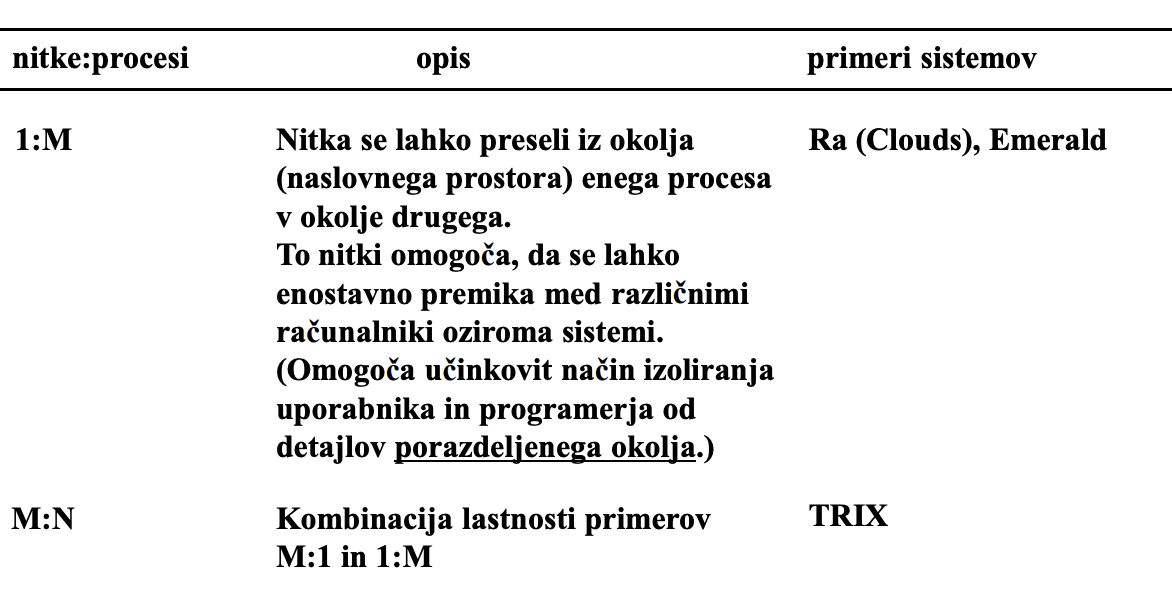 nitke:procesi opis primeri sistemov
1:M Nitka se lahko preseli iz okolja Ra (Clouds), Emerald
(naslovnega prostora) enega procesa
v okolje drugega.
To nitki omogoča, da se lahko
enostavno premika med različnimi
računalniki oziroma sistemi.
(Omogoča učinkovit način izoliranja
uporabnika in programerja od
detajlov porazdeljenega okolja.)
M:N Kombinacija lastnosti primerov TRIX
M:1 in 1:M